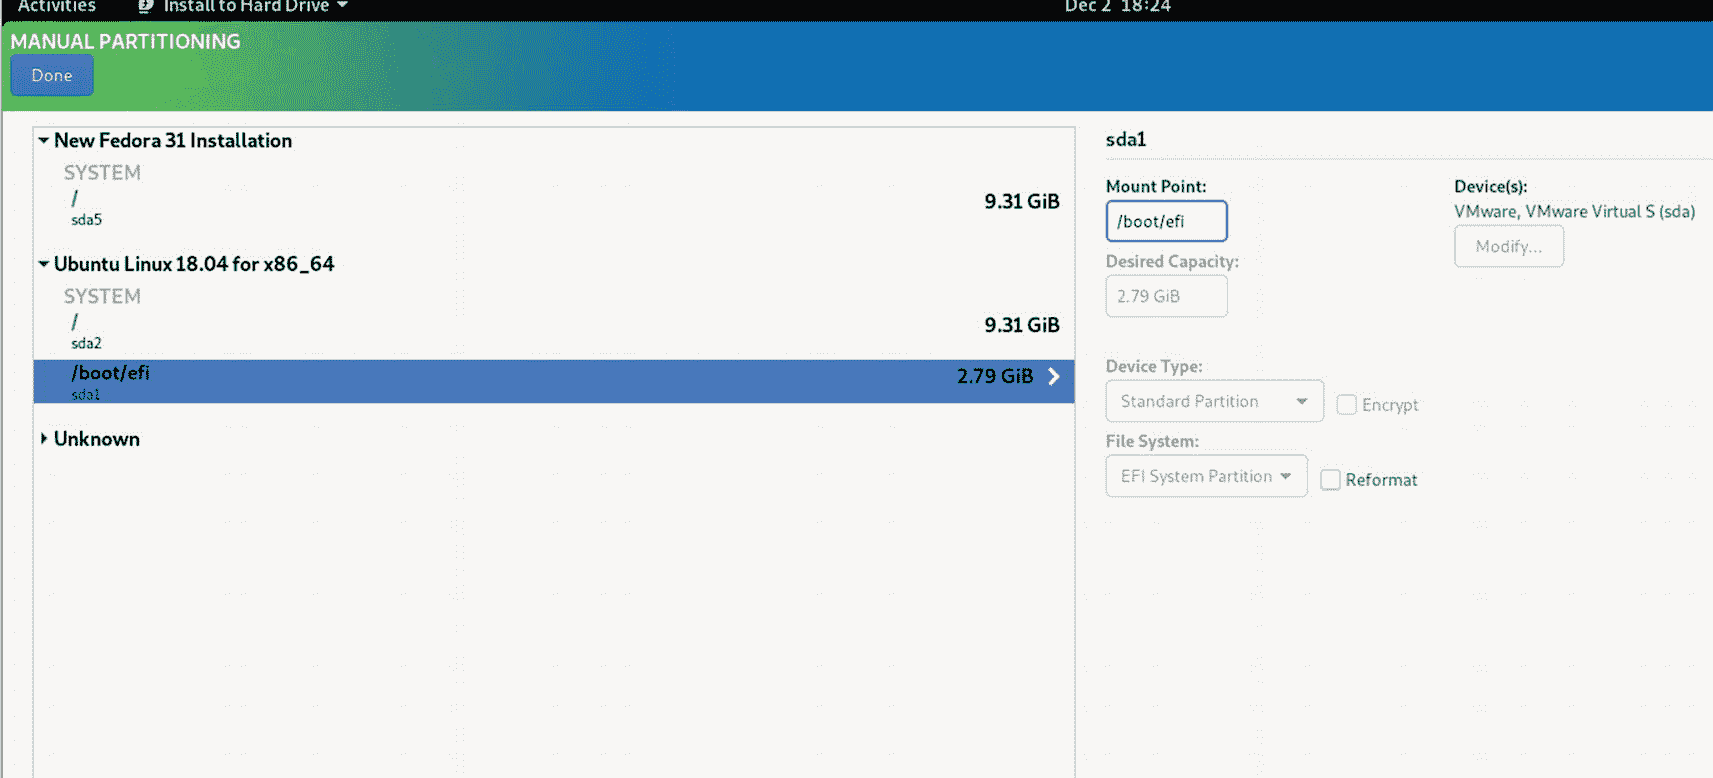 Activities Install to Hard Drive Dec 2 18:24
MANUAL PARTITIONING
Done
New Fedora 31 Installation
SYSTEM
/
9.31 GiB
sda5
Ubuntu Linux 18.04 for x86_64
SYSTEM
/
9.31 GiB
sda2
/boot/efi
2.79 GiB
sda1
Unknown
sda1
Mount Point:
/boot/efi
Desired Capacity:
2.79 GiB
Device(s):
VMware, VMware Virtual S (sda)
Modify...
Device Type:
Standard Partition
Encrypt
File System:
EFI System Partition
Reformat